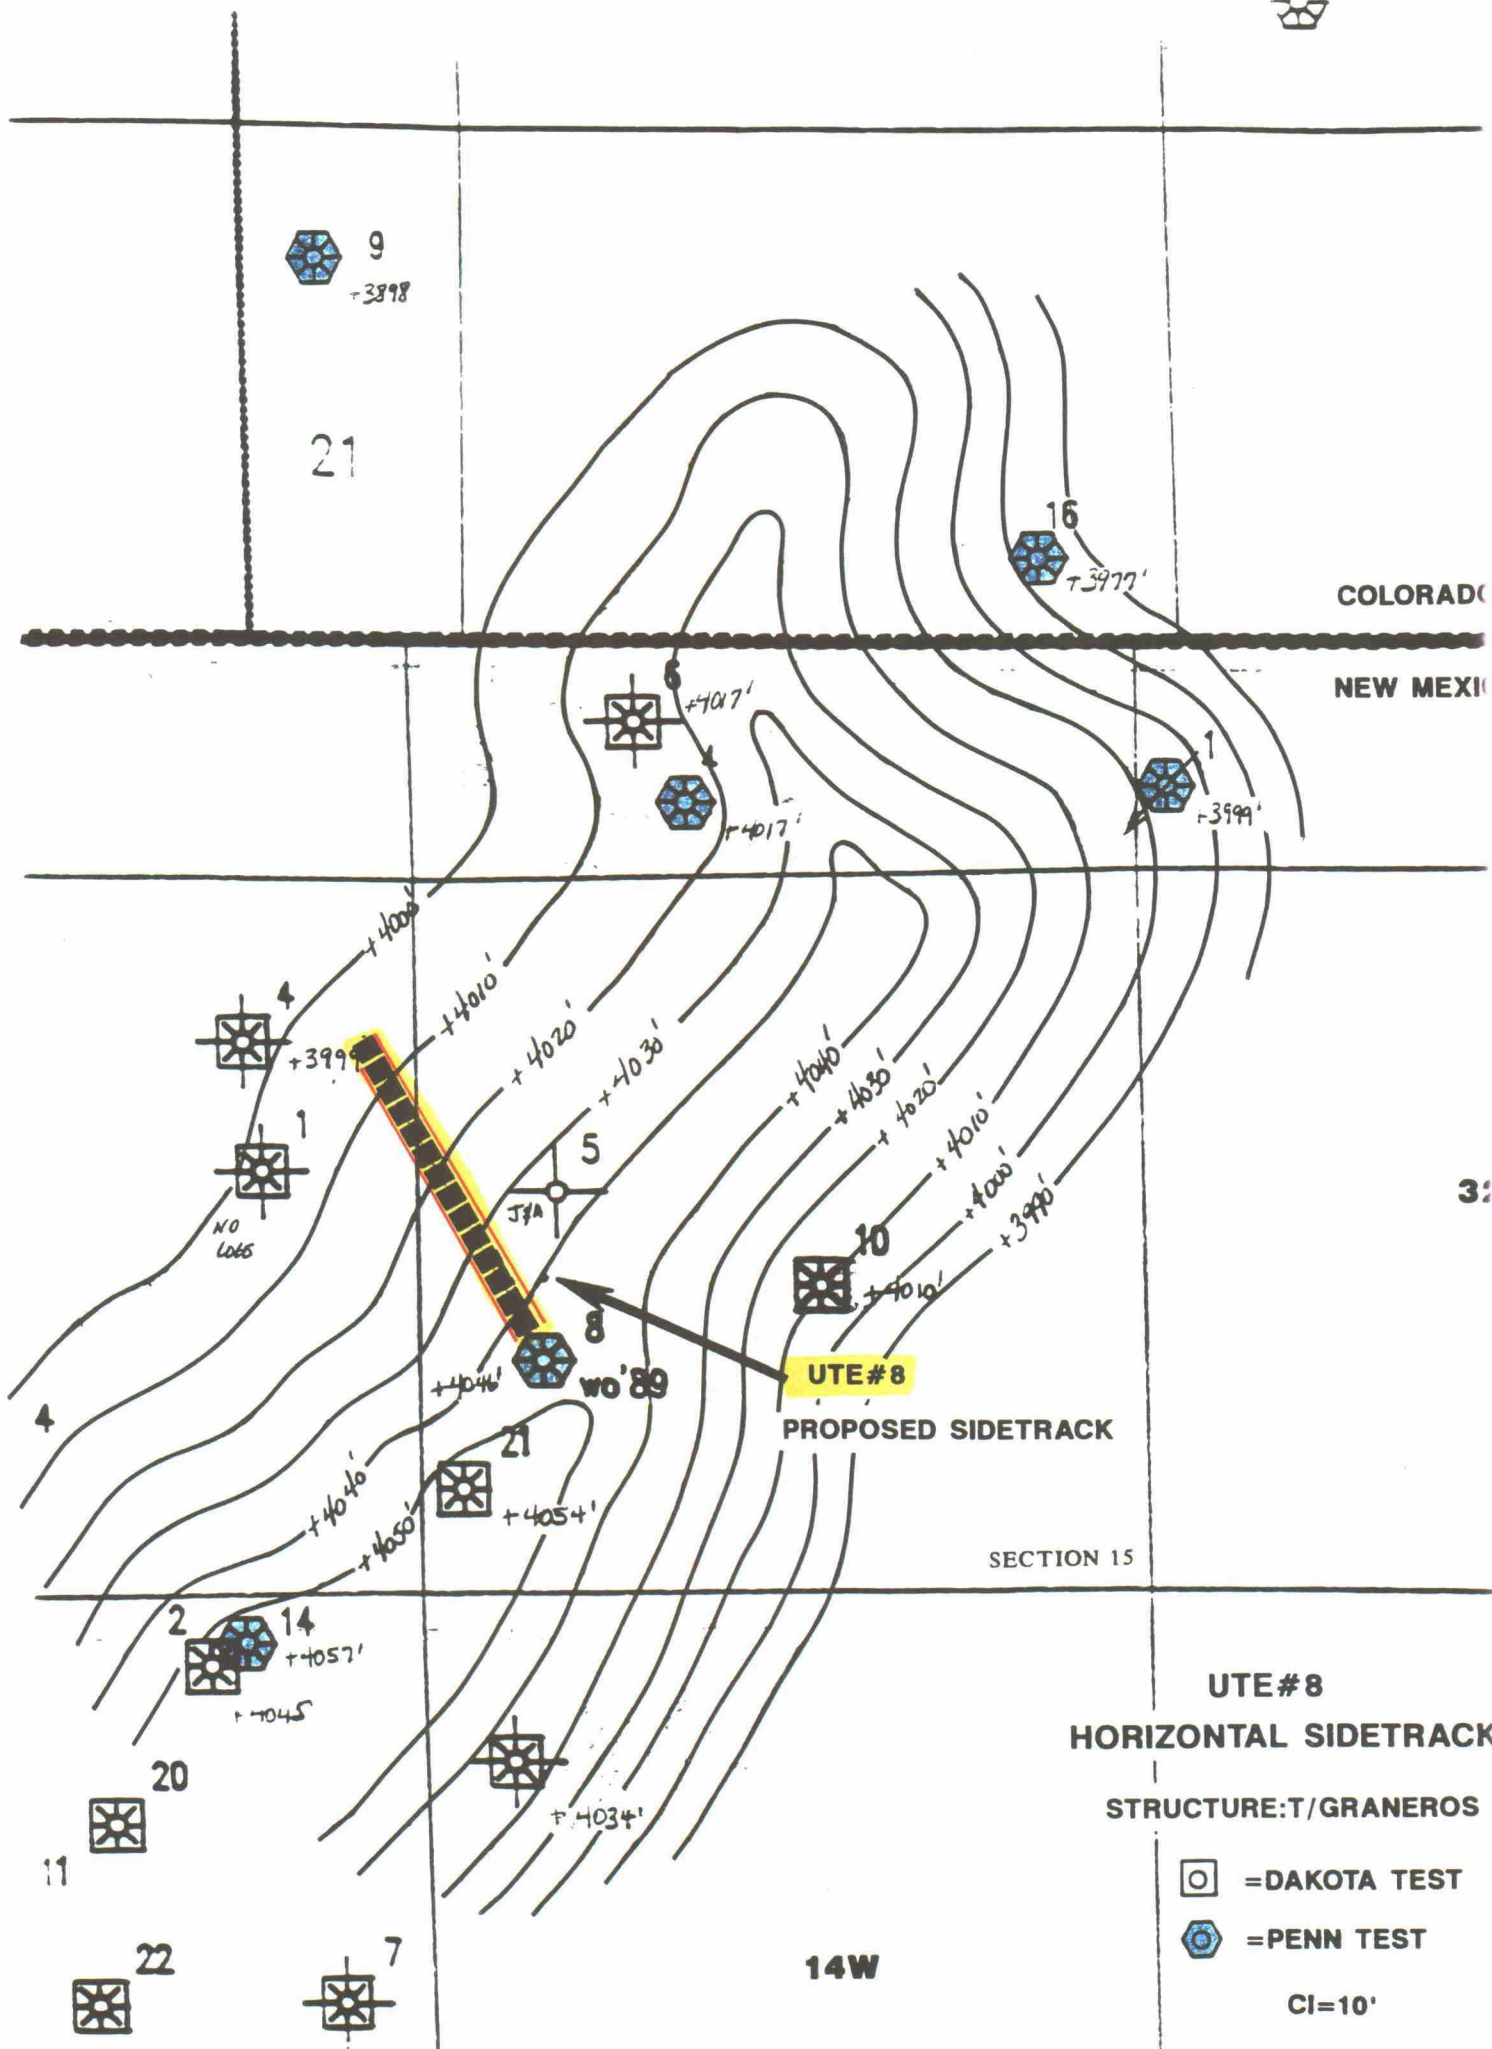 9
+3898
21
16
+3977'
COLORADO
NEW MEXI
6
+4017'
4
+4017'
1
+3999'
+4000'
+4010'
+4020'
+4030'
+4040'
+4030'
+4020'
+4010'
+4000'
+3990'
4
+3999
1
NO
LOGS
5
J&A
10
+4010'
8
WO'89
+4046'
UTE#8
PROPOSED SIDETRACK
4
21
+4054'
+4040'
+4050'
SECTION 15
2
14
+4057'
+4045
20
+4034'
11
22
7
14W
UTE#8
HORIZONTAL SIDETRACK
STRUCTURE:T/GRANEROS
=DAKOTA TEST
=PENN TEST
CI=10'